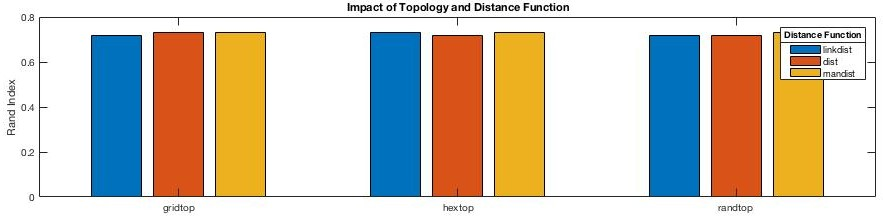 Impact of Topology and Distance Function
Rand Index
0.8
0.6
0.4
0.2
0
gridtop
hextop
randtop
Distance Function
linkdist
dist
mandist